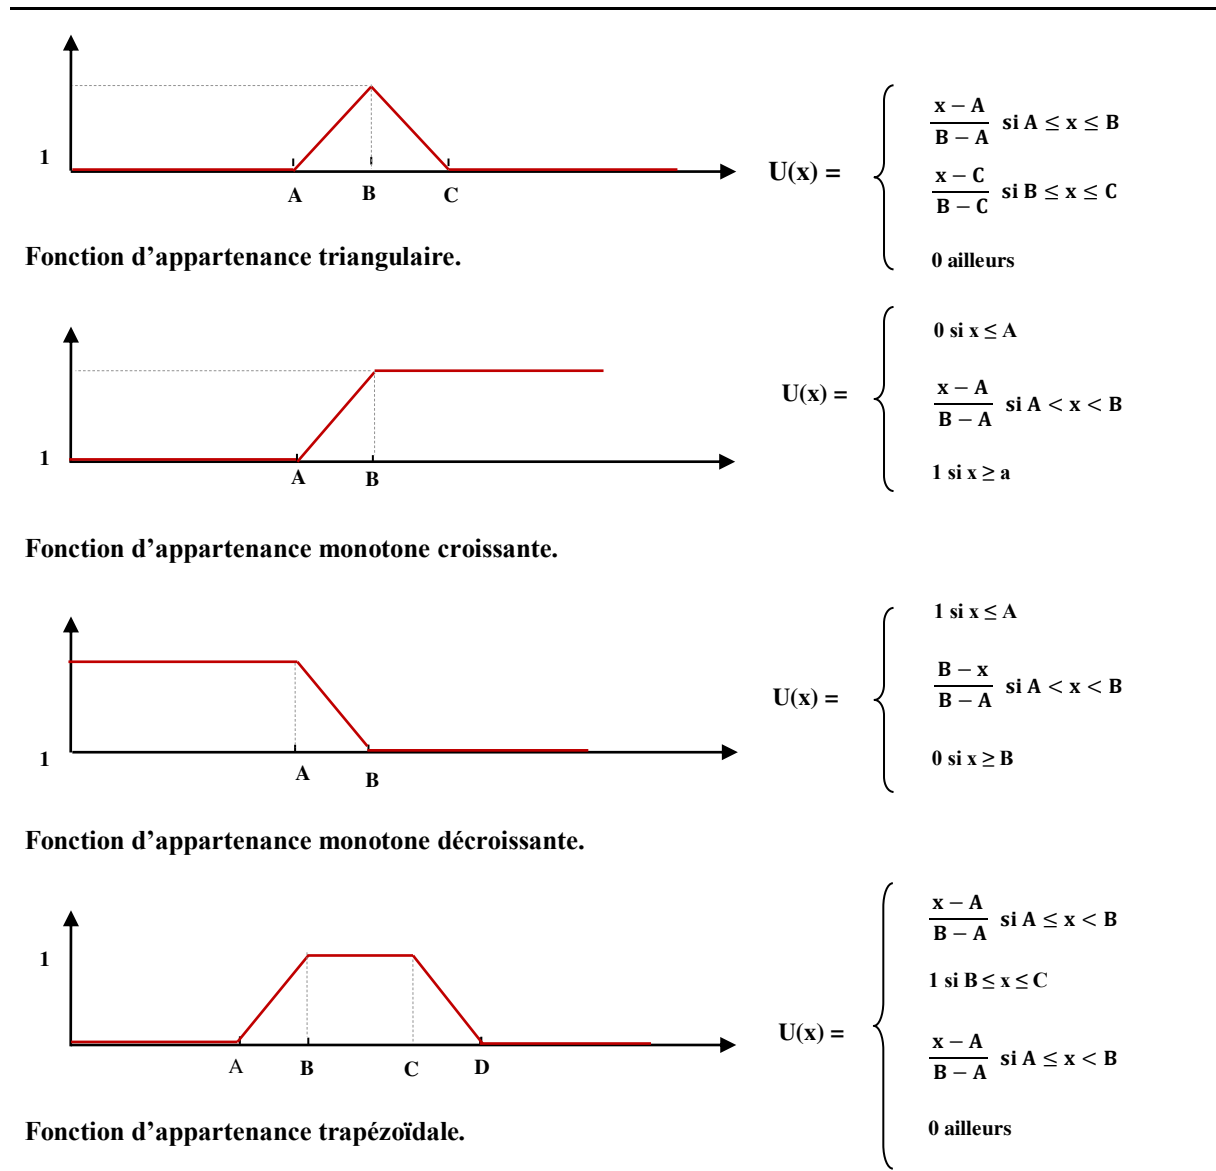 1
A B C
U(x) =
x − A
B − A
si A ≤ x ≤ B
x − C
B − C
si B ≤ x ≤ C
0 ailleurs
Fonction d’appartenance triangulaire.
1
A B
U(x) =
0 si x ≤ A
x − A
B − A
si A < x < B
1 si x ≥ a
Fonction d’appartenance monotone croissante.
1
A B
U(x) =
1 si x ≤ A
B − x
B − A
si A < x < B
0 si x ≥ B
Fonction d’appartenance monotone décroissante.
1
A B C D
U(x) =
x − A
B − A
si A ≤ x < B
1 si B ≤ x ≤ C
x − A
B − A
si A ≤ x < B
0 ailleurs
Fonction d’appartenance trapézoïdale.